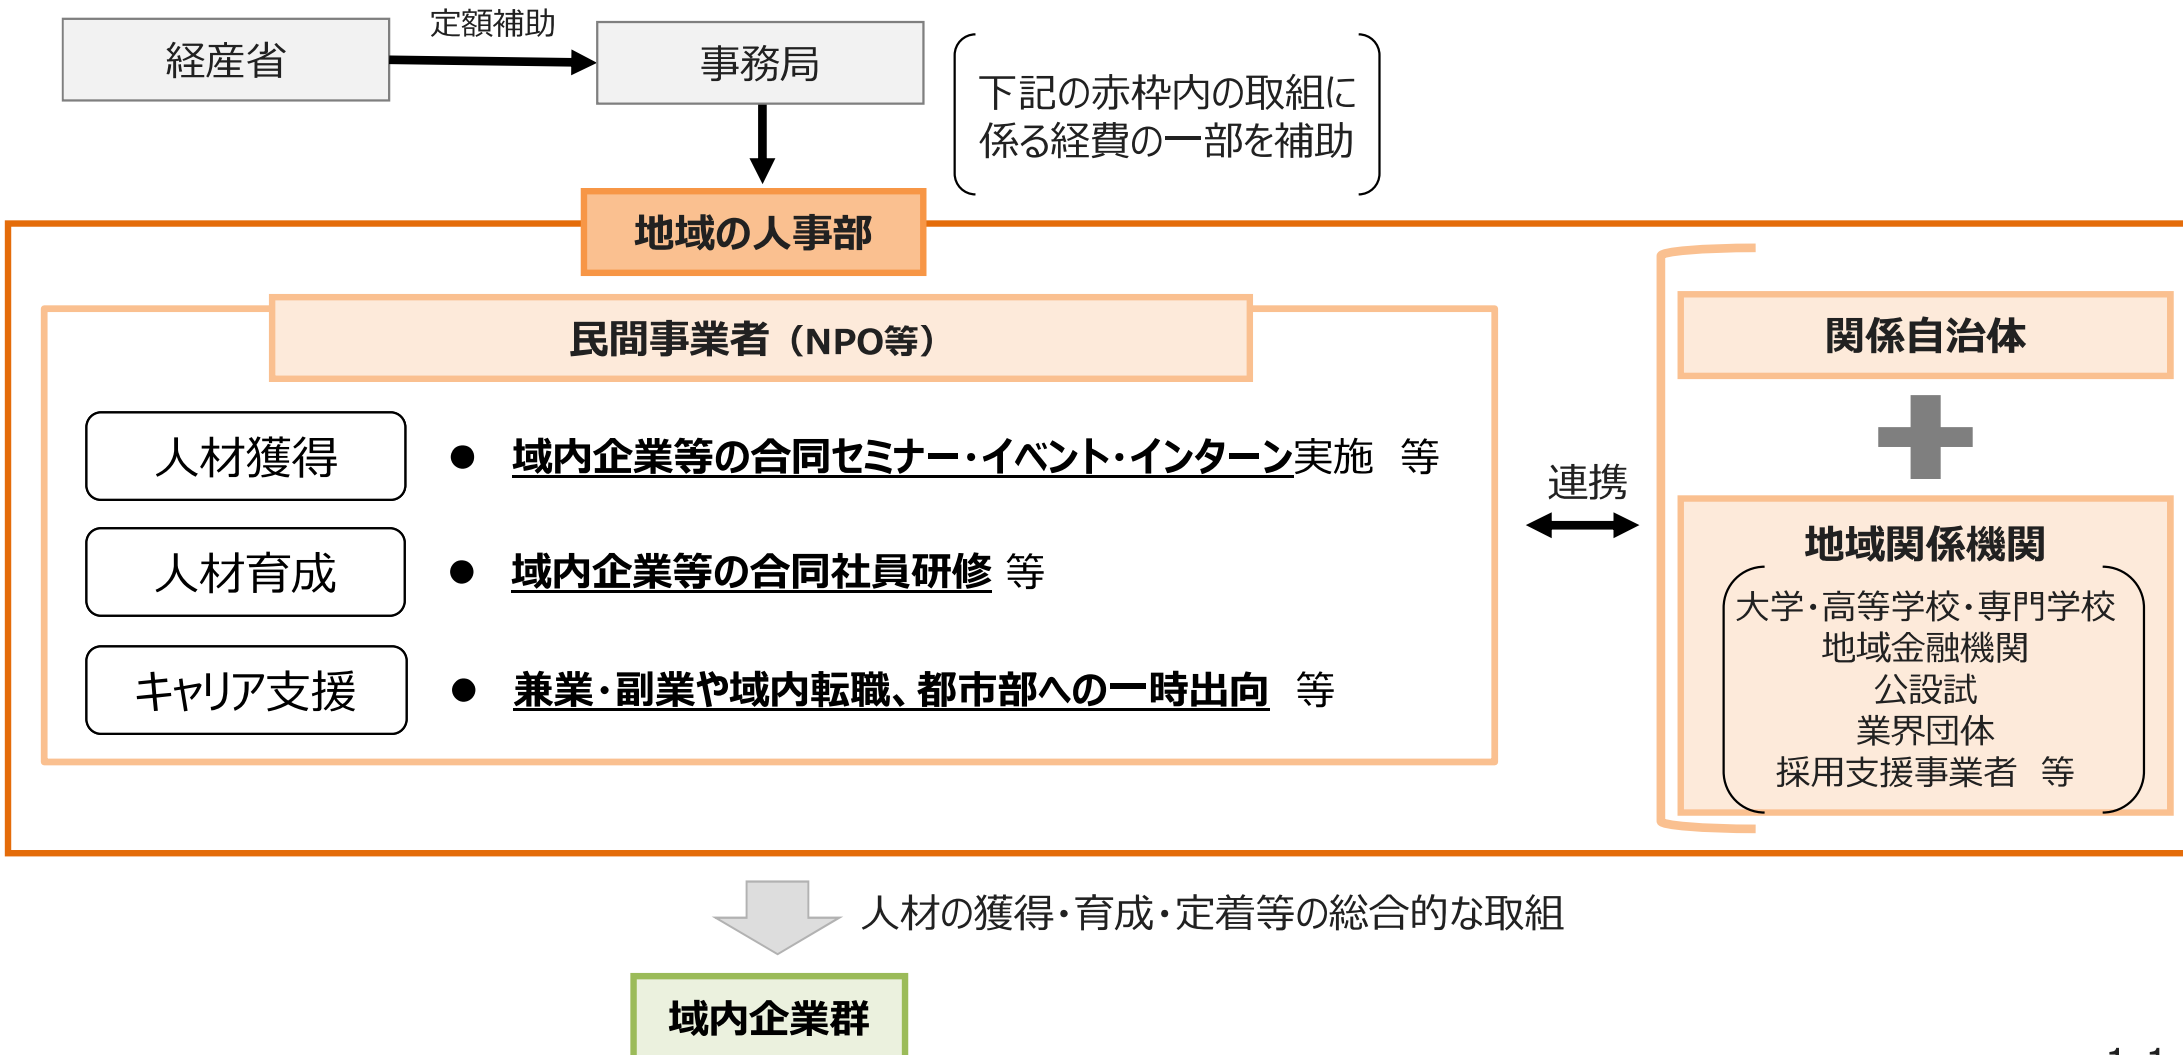 定額補助
経産省
事務局
下記の赤枠内の取組に
係る経費の一部を補助
地域の人事部
民間事業者（NPO等）
人材獲得
● 域内企業等の合同セミナー・イベント・インターン実施　等
人材育成
● 域内企業等の合同社員研修 等
キャリア支援
● 兼業・副業や域内転職、都市部への一時出向　等
連携
関係自治体
地域関係機関
大学・高等学校・専門学校
地域金融機関
公設試
業界団体
採用支援事業者　等
人材の獲得・育成・定着等の総合的な取組
域内企業群